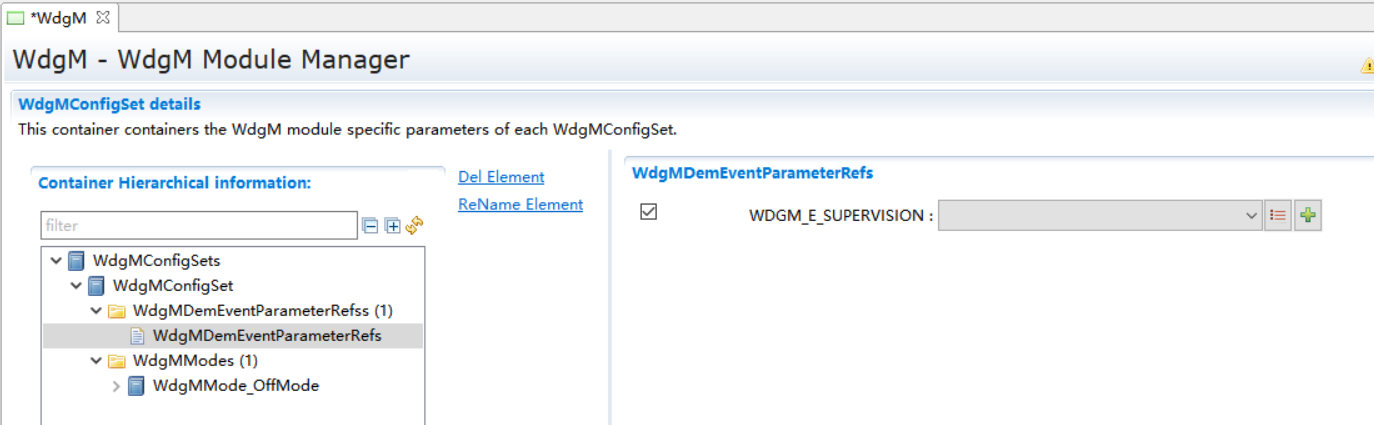 *WdgM
WdgM - WdgM Module Manager
WdgMConfigSet details
This container containers the WdgM module specific parameters of each WdgMConfigSet.
Container Hierarchical information:
Del Element
ReName Element
filter
WdgMConfigSets
WdgMConfigSet
WdgMDemEventParameterRefss (1)
WdgMDemEventParameterRefs
WdgMModes (1)
WdgMMode_OffMode
WdgMDemEventParameterRefs
WDGM_E_SUPERVISION :